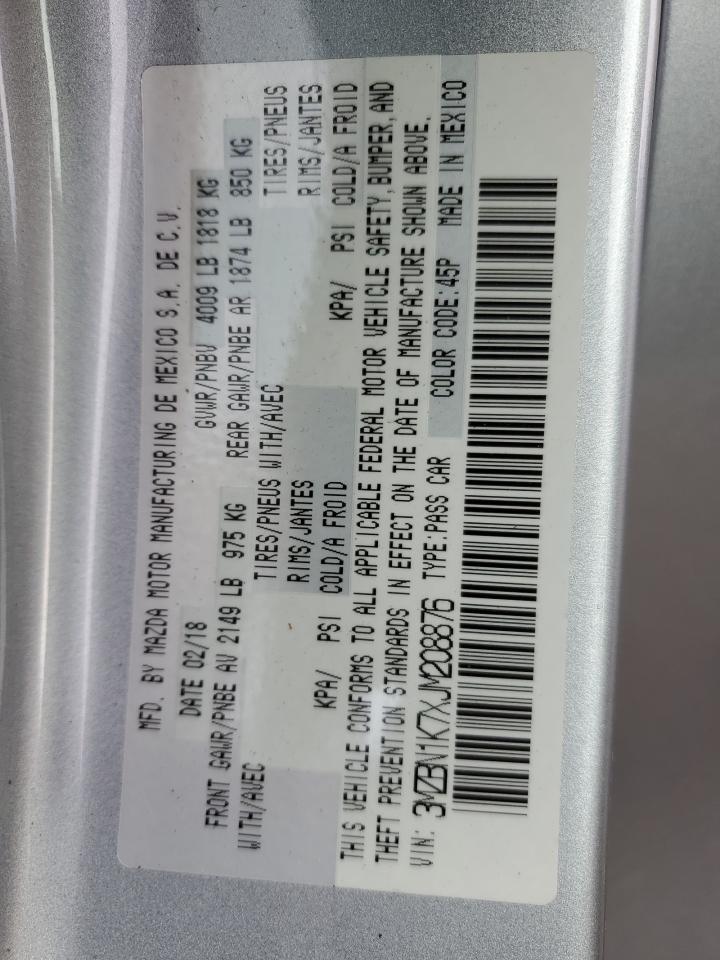 MFD. BY MAZDA MOTOR MANUFACTURING DE MEXICO S.A. DE C.V.
DATE 02/18 GVWR/PNBV 4009 LB 1818 KG
FRONT GAWR/PNBE AV 2149 LB 975 KG REAR GAWR/PNBE AR 1874 LB 850 KG
WITH/AVEC TIRES/PNEUS WITH/AVEC TIRES/PNEUS
RIMS/JANTES RIMS/JANTES
KPA/ PSI COLD/A FROID KPA/ PSI COLD/A FROID
THIS VEHICLE CONFORMS TO ALL APPLICABLE FEDERAL MOTOR VEHICLE SAFETY, BUMPER, AND
THEFT PREVENTION STANDARDS IN EFFECT ON THE DATE OF MANUFACTURE SHOWN ABOVE.
VIN: 3MZBN1K7XJM208876 TYPE:PASS CAR COLOR CODE:45P MADE IN MEXICO